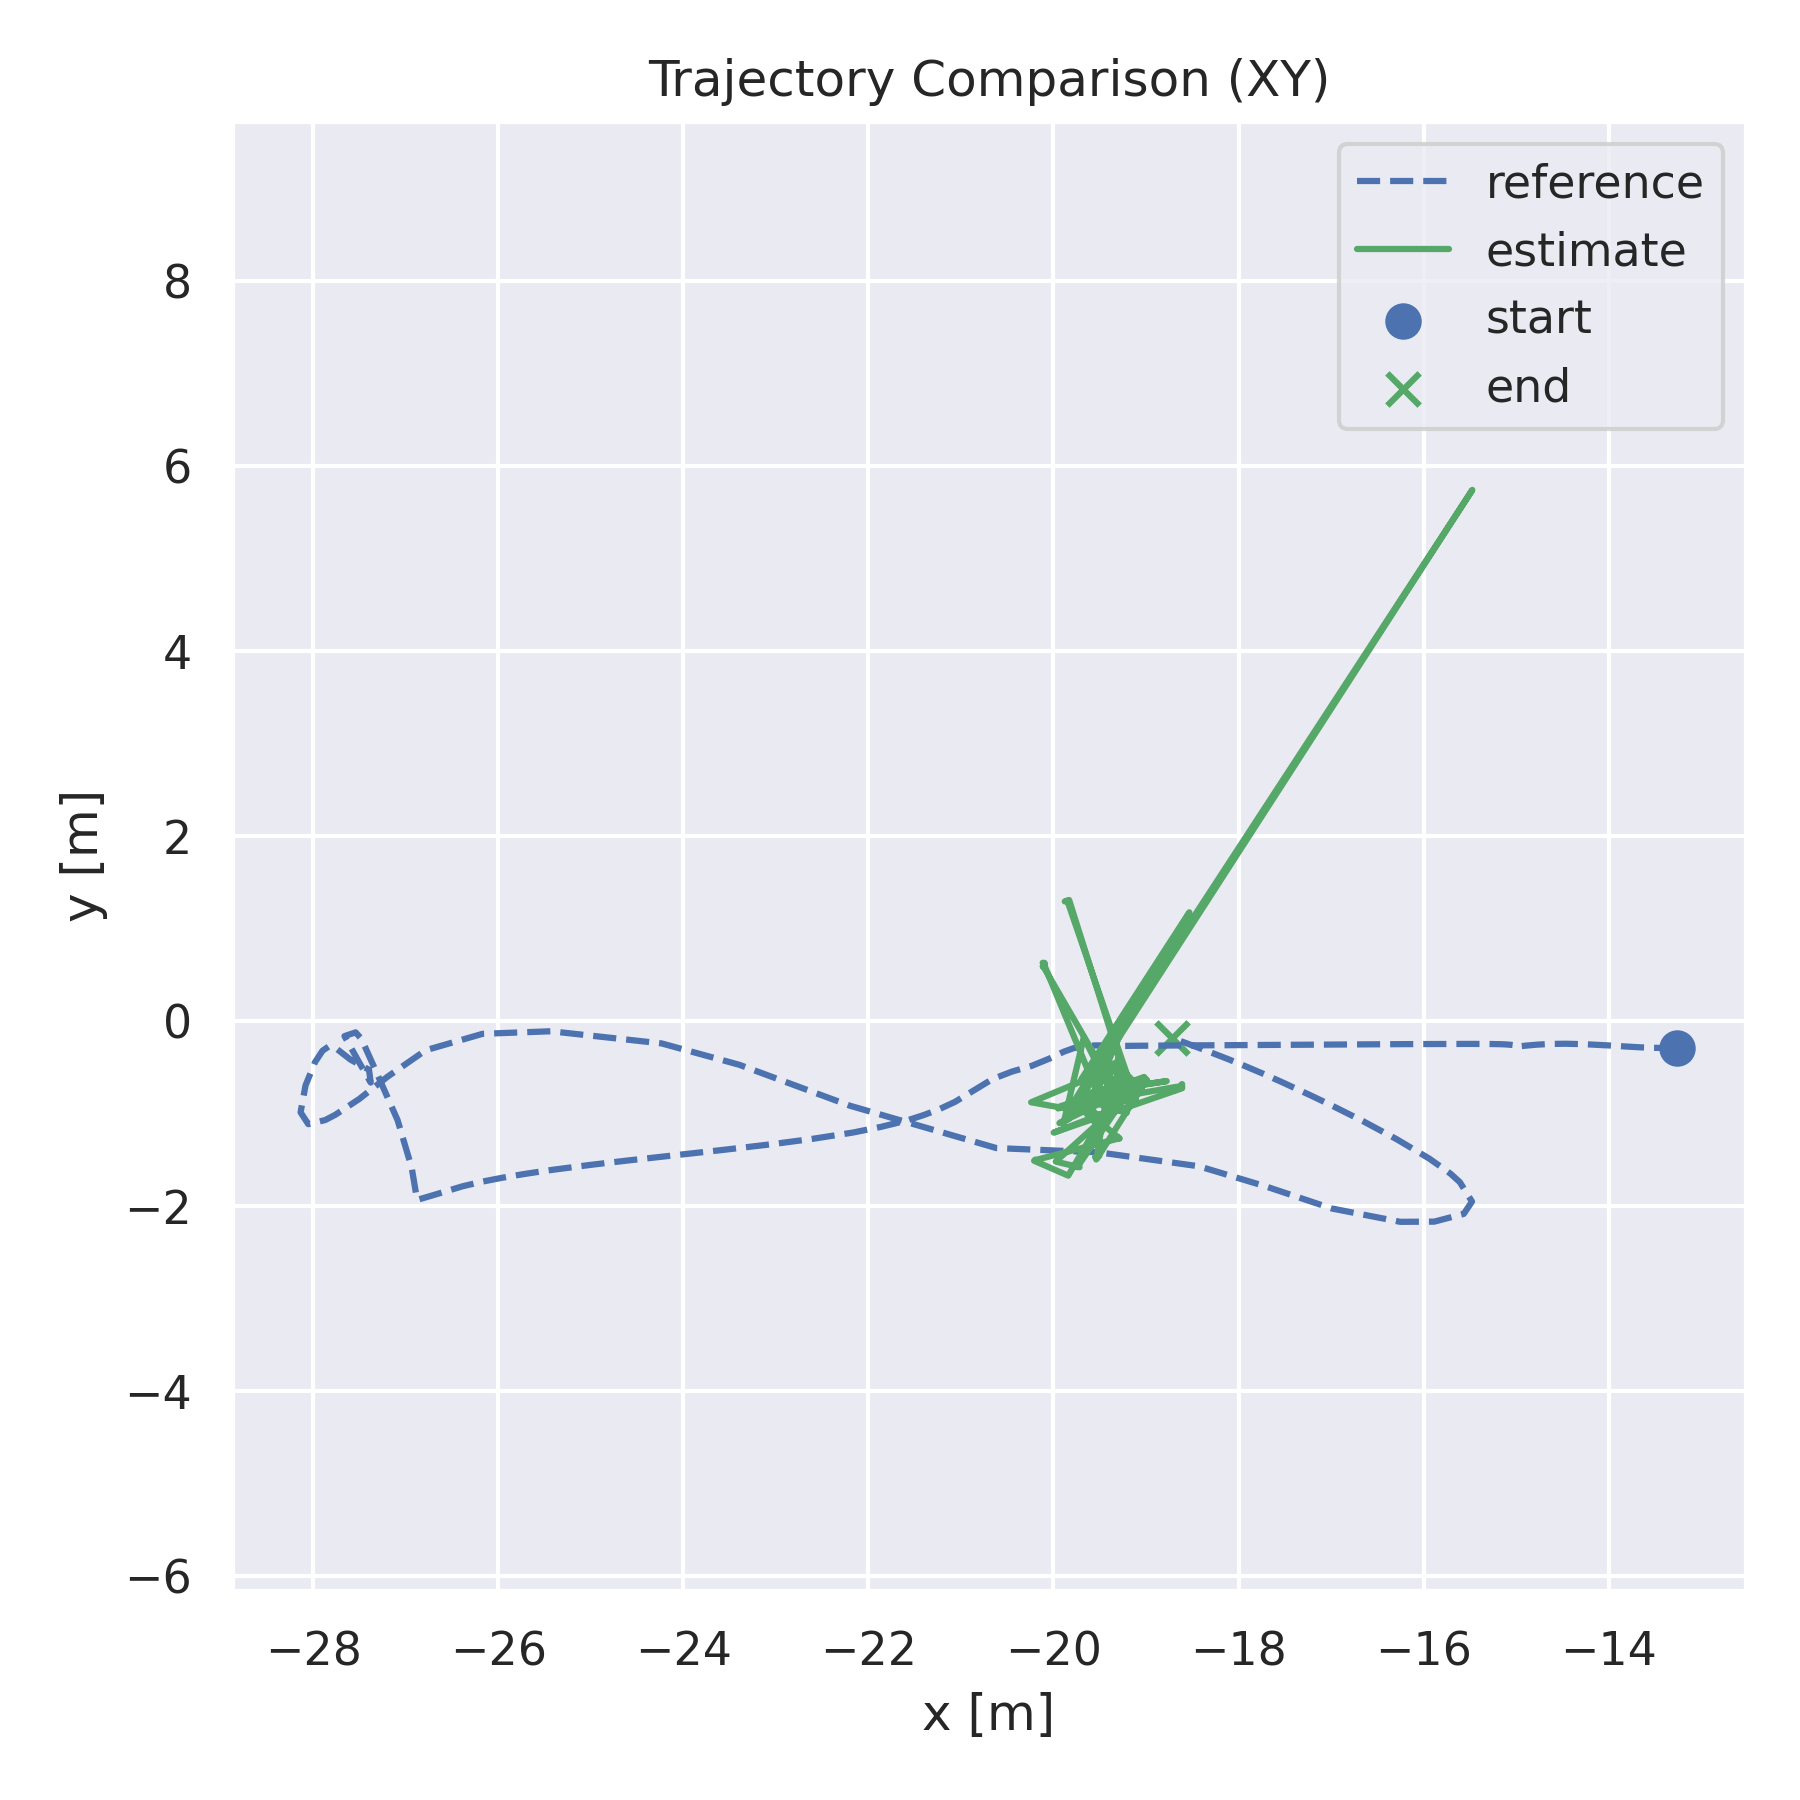 Trajectory Comparison (XY)
reference
estimate
start
end
8
6
4
2
0
−2
−4
−6
y [m]
−28 −26 −24 −22 −20 −18 −16 −14
x [m]